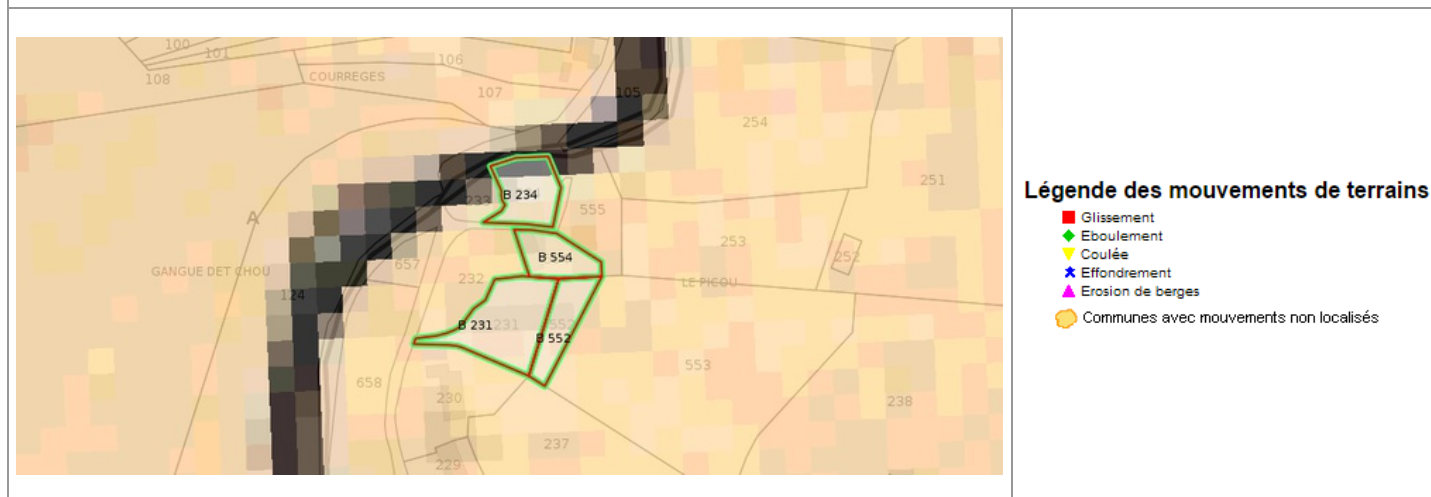 100
101
106
108
COURREGES
107
105
254
251
233
B 234
555
A
253
252
B 554
657
232
GANGUE DET CHOU
124
LE PICOU
B 231
231
552
B 552
553
658
230
238
237
229
Légende des mouvements de terrains
Glissement
Eboulement
Coulée
Effondrement
Erosion de berges
Communes avec mouvements non localisés